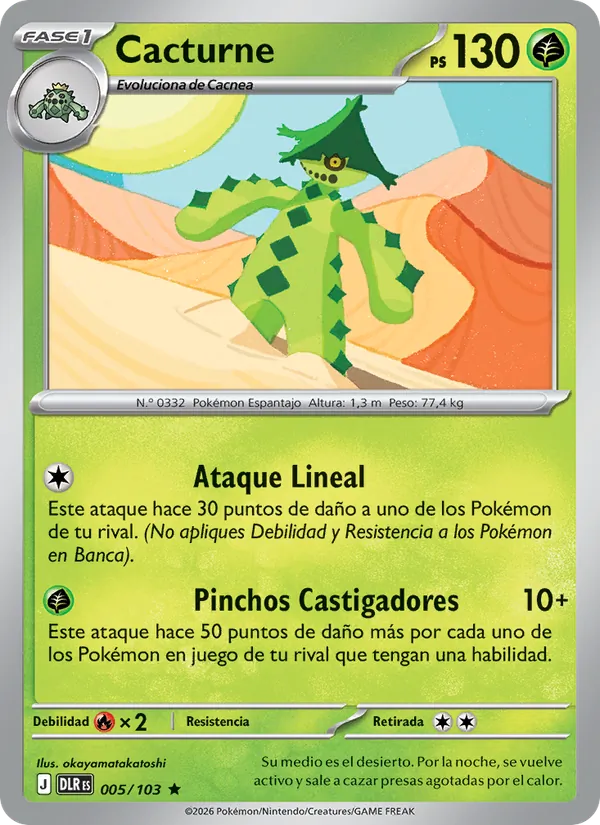 FASE 1
Cacturne
PS 130
Evoluciona de Cacnea
N.º 0332 Pokémon Espantajo Altura: 1,3 m Peso: 77,4 kg
Ataque Lineal
Este ataque hace 30 puntos de daño a uno de los Pokémon
de tu rival. (No apliques Debilidad y Resistencia a los Pokémon
en Banca).
Pinchos Castigadores 10+
Este ataque hace 50 puntos de daño más por cada uno de
los Pokémon en juego de tu rival que tengan una habilidad.
Debilidad ×2 Resistencia Retirada
Ilus. okayamatakatoshi
Su medio es el desierto. Por la noche, se vuelve
activo y sale a cazar presas agotadas por el calor.
J DLR ES 005/103 ★
©2026 Pokémon/Nintendo/Creatures/GAME FREAK